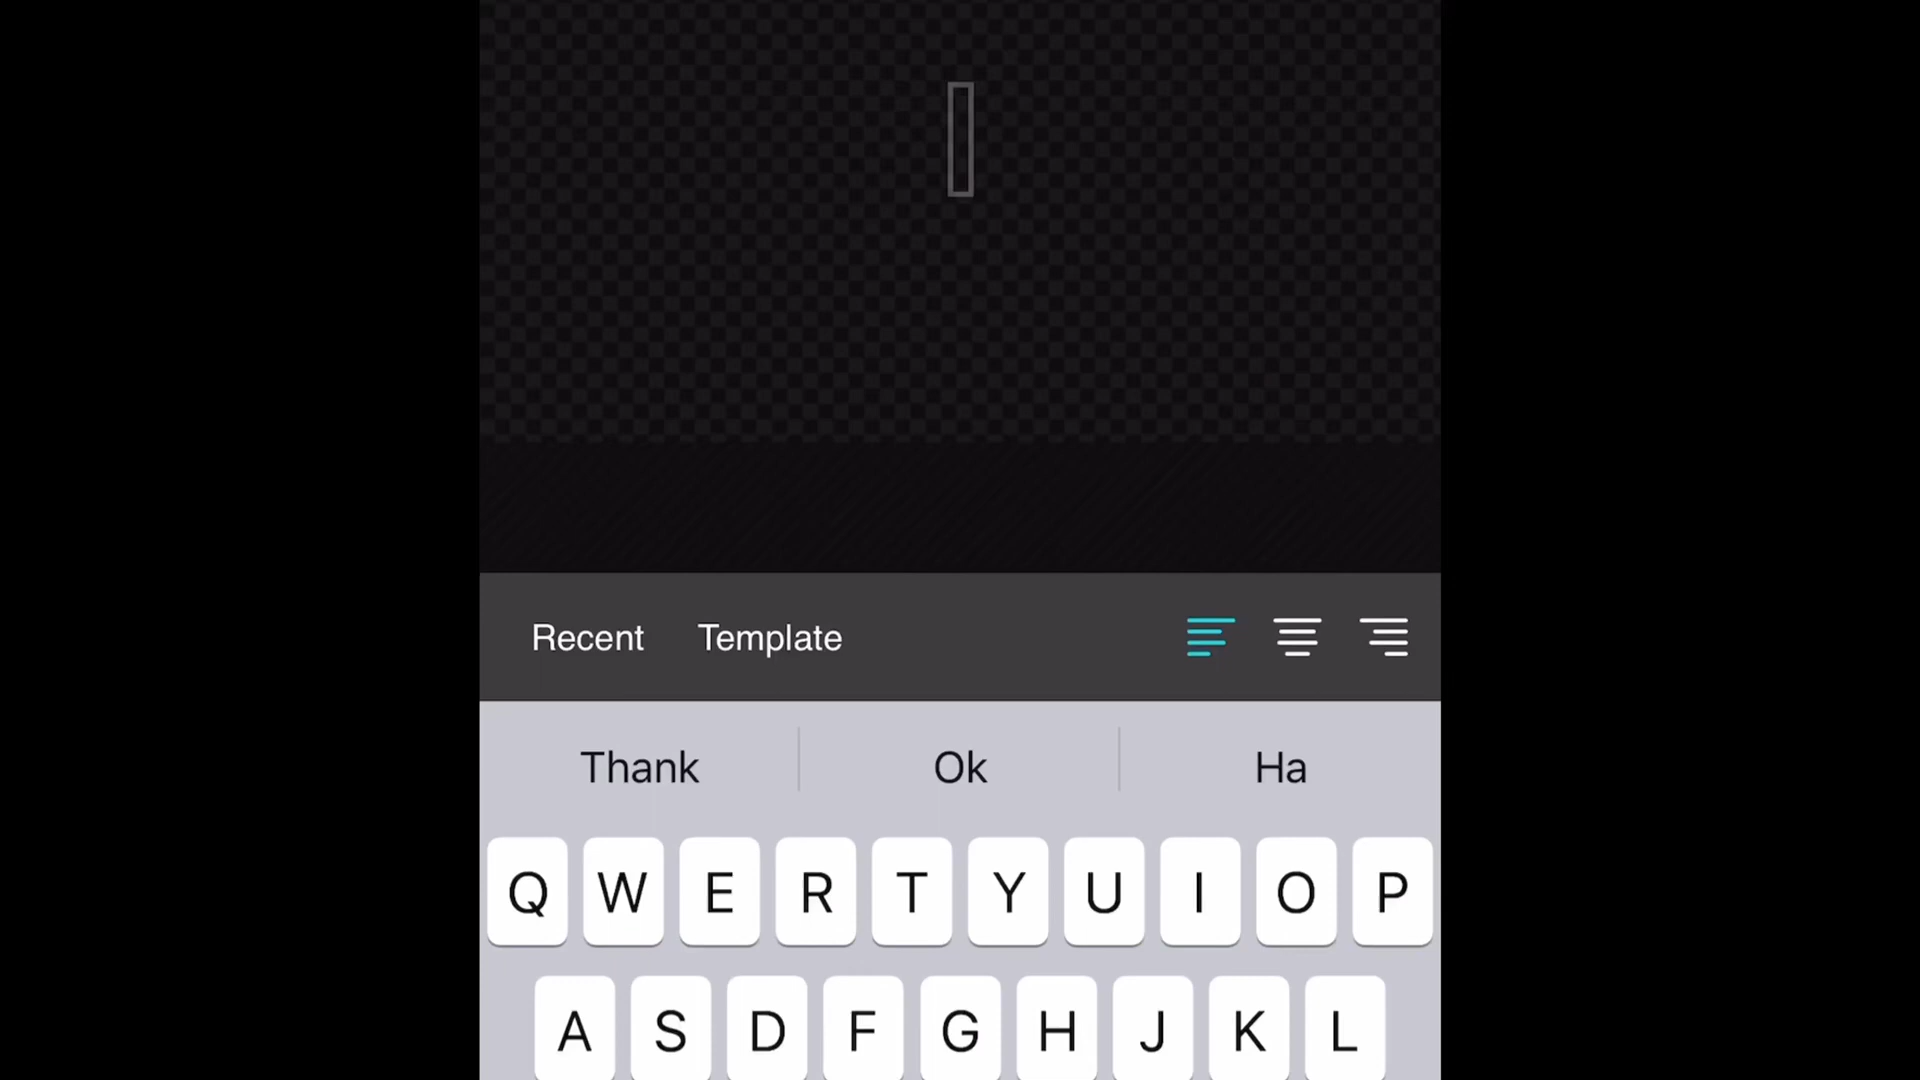 Recent Template
Thank Ok Ha
Q W E R T Y U I O P
A S D F G H J K L